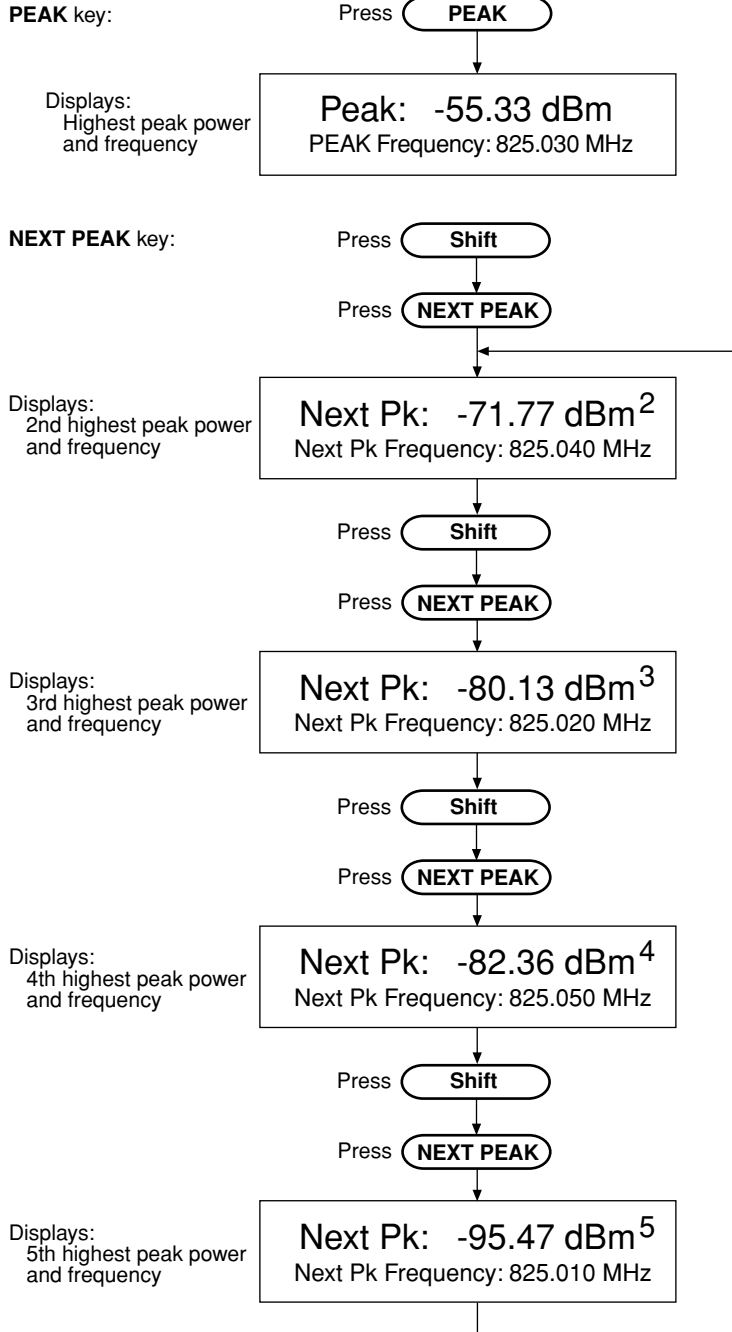 PEAK key:
Press PEAK
Displays:
Highest peak power
and frequency
Peak: -55.33 dBm
PEAK Frequency: 825.030 MHz
NEXT PEAK key:
Press Shift
Press NEXT PEAK
Displays:
2nd highest peak power
and frequency
Next Pk: -71.77 dBm2
Next Pk Frequency: 825.040 MHz
Press Shift
Press NEXT PEAK
Displays:
3rd highest peak power
and frequency
Next Pk: -80.13 dBm3
Next Pk Frequency: 825.020 MHz
Press Shift
Press NEXT PEAK
Displays:
4th highest peak power
and frequency
Next Pk: -82.36 dBm4
Next Pk Frequency: 825.050 MHz
Press Shift
Press NEXT PEAK
Displays:
5th highest peak power
and frequency
Next Pk: -95.47 dBm5
Next Pk Frequency: 825.010 MHz